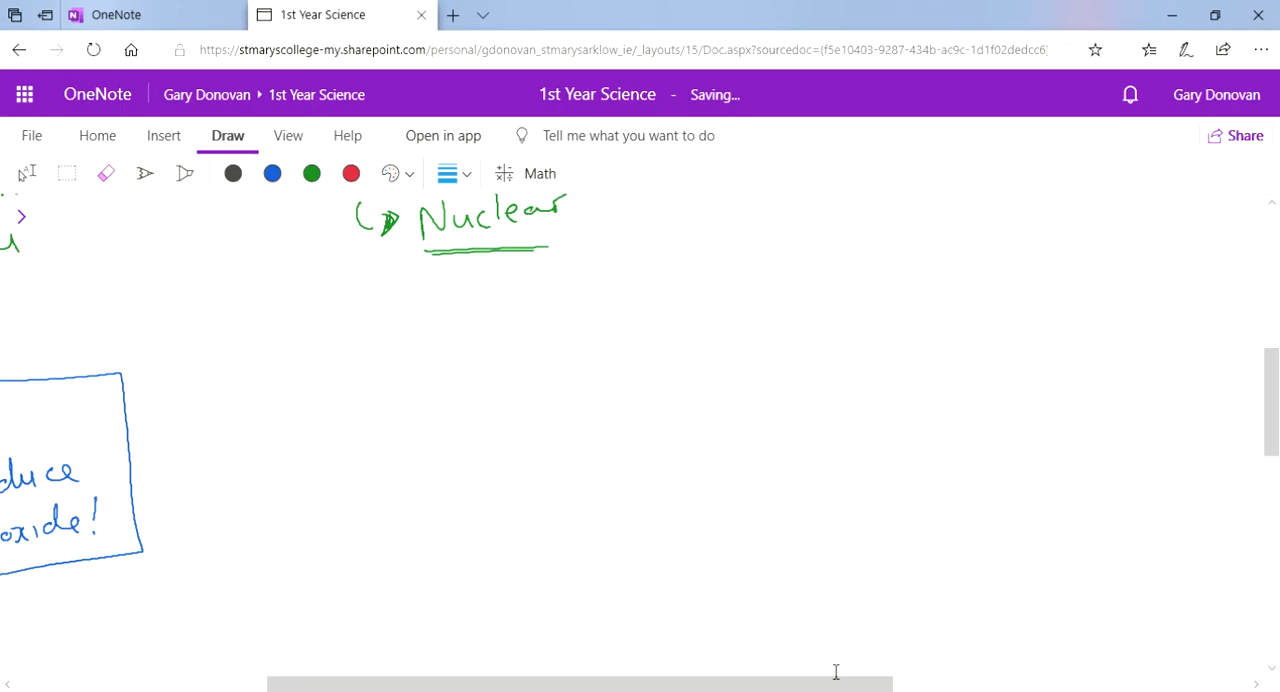 OneNote
1st Year Science
https://stmaryscollege-my.sharepoint.com/personal/gdonovan_stmarysarklow_ie/_layouts/15/Doc.aspx?sourcedoc={f5e10403-9287-434b-ac9c-1d1f02dedcc6}
OneNote
Gary Donovan
1st Year Science
1st Year Science - Saving...
Gary Donovan
File Home Insert Draw View Help Open in app Tell me what you want to do Share
Math
Nuclear
duce
oxide!